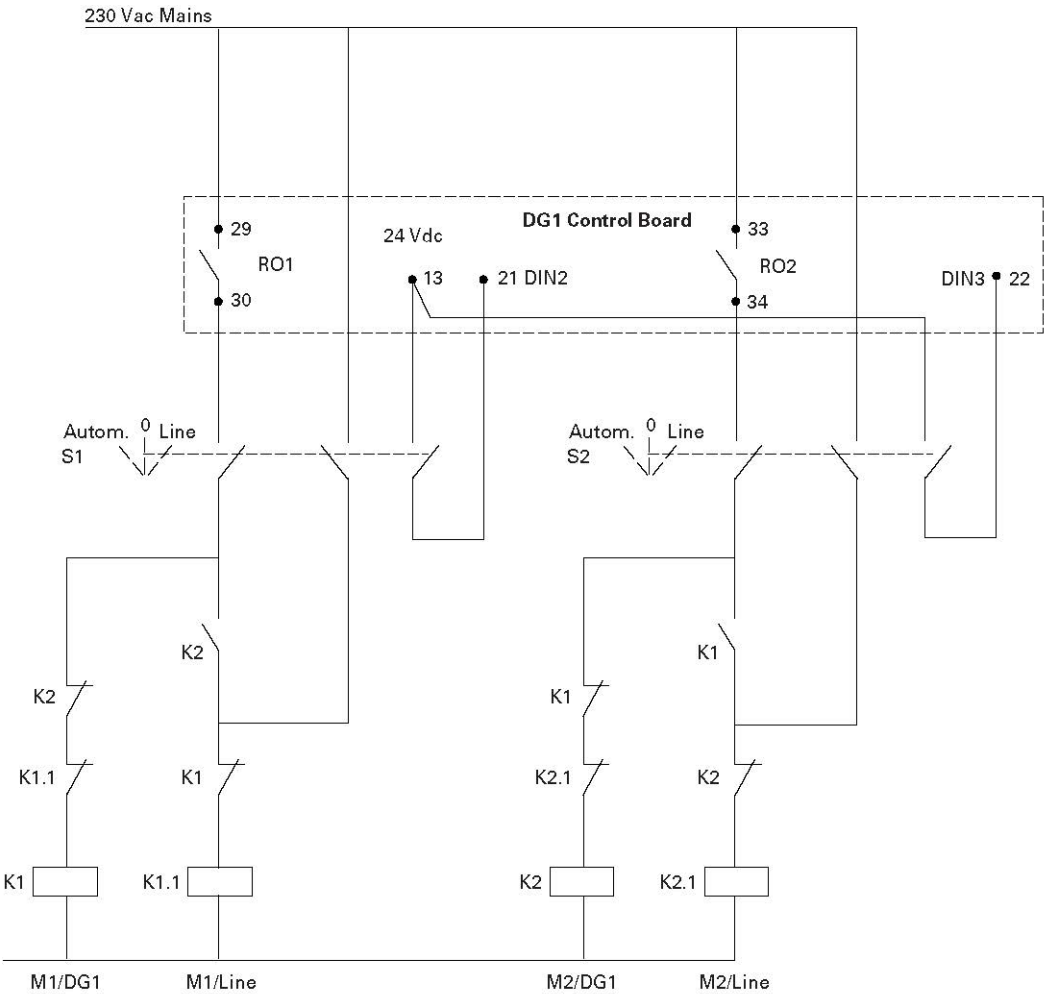 230 Vac Mains
DG1 Control Board
29
24 Vdc
33
RO1
RO2
13
21 DIN2
DIN3
22
30
34
Autom. 0 Line
S1
Autom. 0 Line
S2
K2
K1
K2
K1
K1.1
K1
K2.1
K2
K1
K1.1
K2
K2.1
M1/DG1
M1/Line
M2/DG1
M2/Line